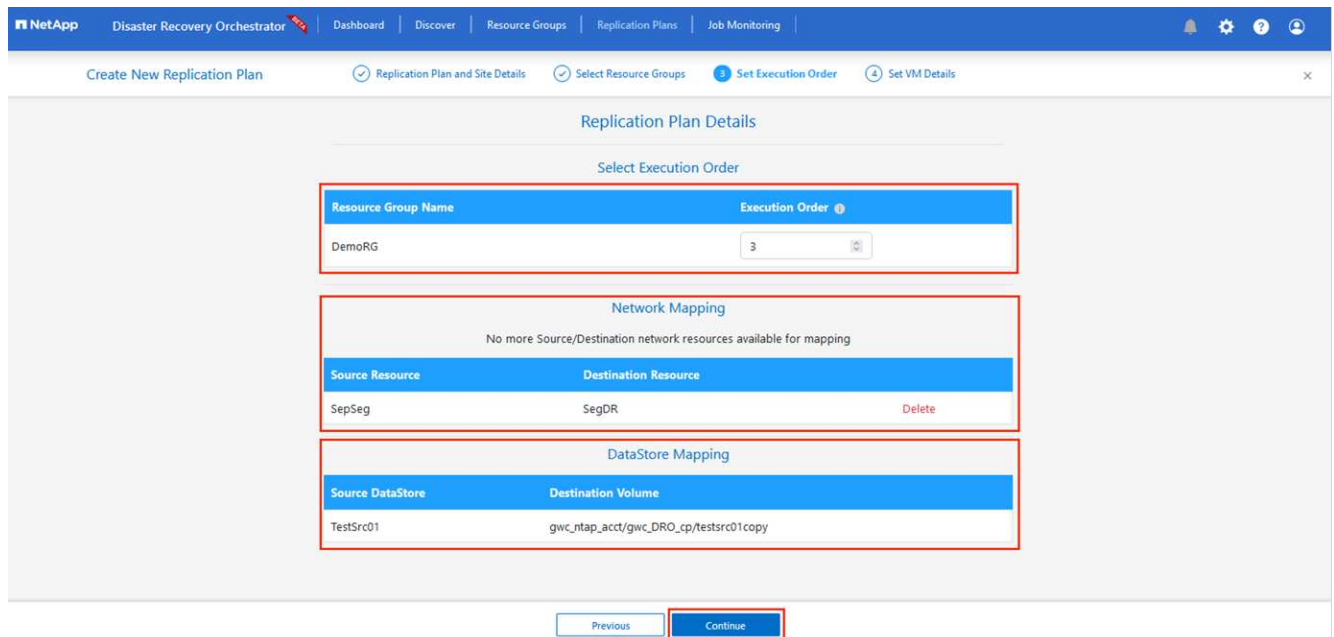 NetApp Disaster Recovery Orchestrator BETA Dashboard Discover Resource Groups Replication Plans Job Monitoring
Create New Replication Plan Replication Plan and Site Details Select Resource Groups 3 Set Execution Order 4 Set VM Details
Replication Plan Details
Select Execution Order
Resource Group Name Execution Order
DemoRG 3
Network Mapping
No more Source/Destination network resources available for mapping
Source Resource Destination Resource
SepSeg SegDR Delete
DataStore Mapping
Source DataStore Destination Volume
TestSrc01 gwc_ntap_acct/gwc_DRO_cp/testsrc01copy
Previous Continue